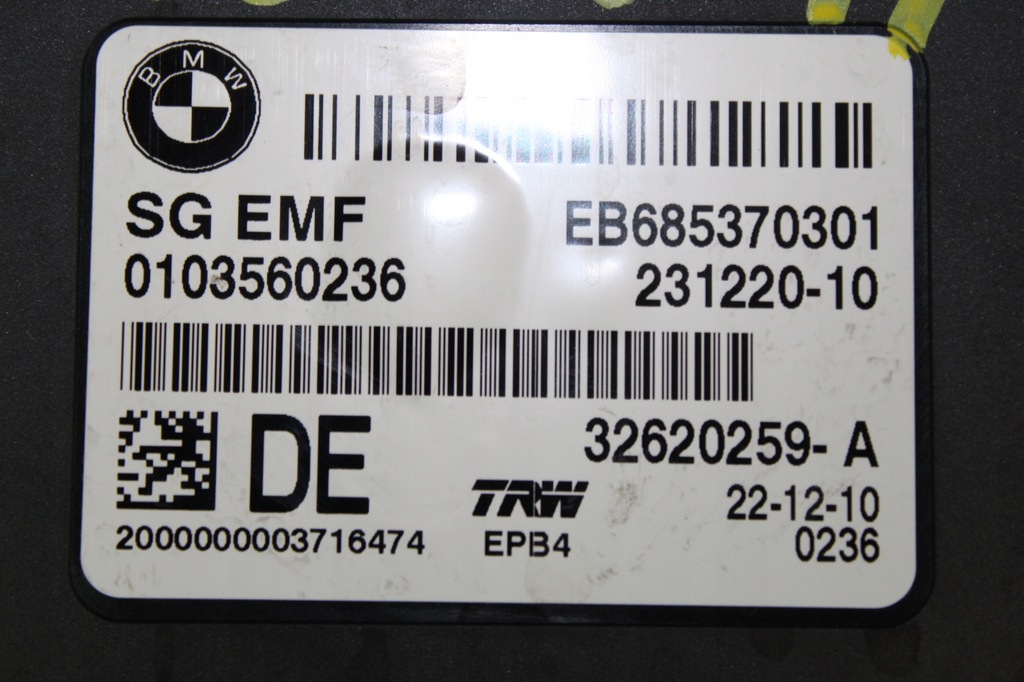 BMW
SG EMF EB685370301
0103560236 231220-10
DE 32620259- A
TRW 22-12-10
2000000003716474 EPB4 0236